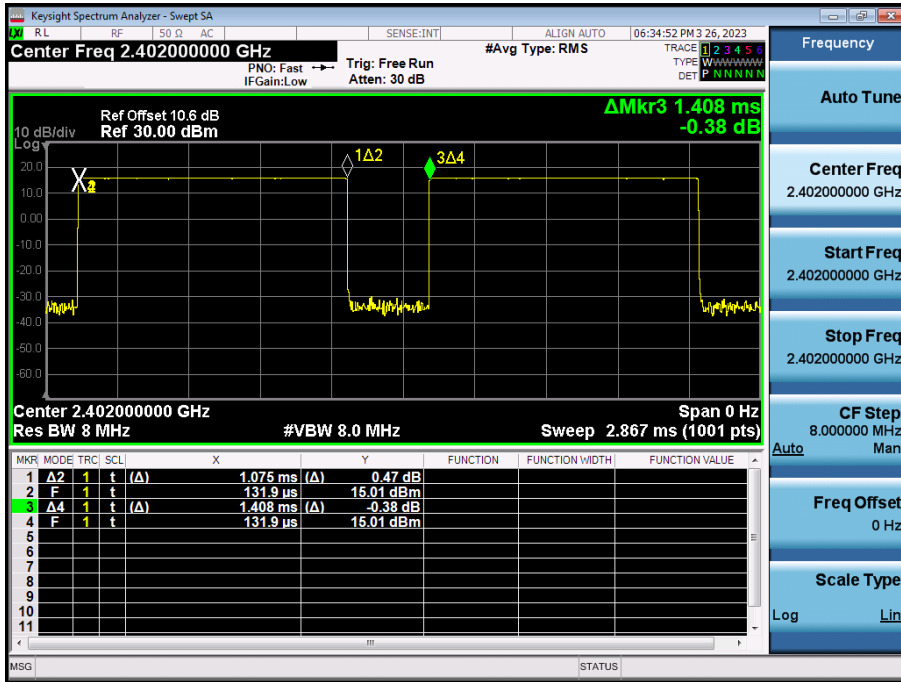 Keysight Spectrum Analyzer - Swept SA
LXI RL RF 50 Ω AC SENSE:INT ALIGN AUTO 06:34:52 PM 3 26, 2023
Center Freq 2.402000000 GHz
PNO: Fast
IFGain:Low
Trig: Free Run
Atten: 30 dB
#Avg Type: RMS
TRACE 1 2 3 4 5 6
TYPE WWWWWW
DET P N N N N N
ΔMkr3 1.408 ms
-0.38 dB
Ref Offset 10.6 dB
10 dB/div Ref 30.00 dBm
Log
1Δ2
3Δ4
20.0
10.0
0.00
-10.0
-20.0
-30.0
-40.0
-50.0
-60.0
Center 2.402000000 GHz Span 0 Hz
Res BW 8 MHz #VBW 8.0 MHz Sweep 2.867 ms (1001 pts)
MKR MODE TRC SCL X Y FUNCTION FUNCTION WIDTH FUNCTION VALUE
1 Δ2 1 t (Δ) 1.075 ms (Δ) 0.47 dB
2 F 1 t 131.9 µs 15.01 dBm
3 Δ4 1 t (Δ) 1.408 ms (Δ) -0.38 dB
4 F 1 t 131.9 µs 15.01 dBm
5
6
7
8
9
10
11
MSG STATUS
Frequency
Auto Tune
Center Freq
2.402000000 GHz
Start Freq
2.402000000 GHz
Stop Freq
2.402000000 GHz
CF Step
8.000000 MHz
Auto Man
Freq Offset
0 Hz
Scale Type
Log Lin